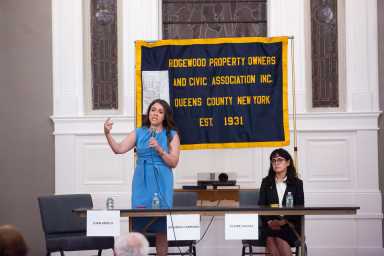 RIDGEWOOD PROPERTY OWNERS
AND CIVIC ASSOCIATION INC.
QUEENS COUNTY NEW YORK
EST. 1931